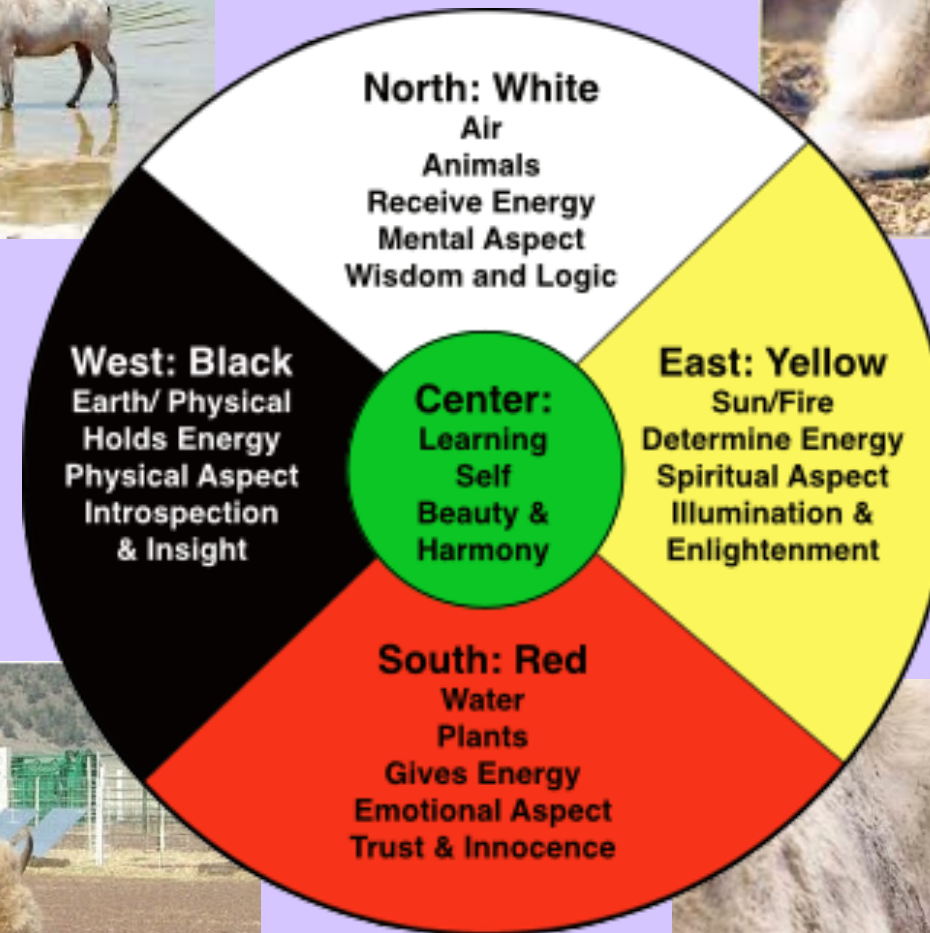 North: White
Air
Animals
Receive Energy
Mental Aspect
Wisdom and Logic
West: Black
Earth/ Physical
Holds Energy
Physical Aspect
Introspection
& Insight
Center:
Learning
Self
Beauty &
Harmony
East: Yellow
Sun/Fire
Determine Energy
Spiritual Aspect
Illumination &
Enlightenment
South: Red
Water
Plants
Gives Energy
Emotional Aspect
Trust & Innocence